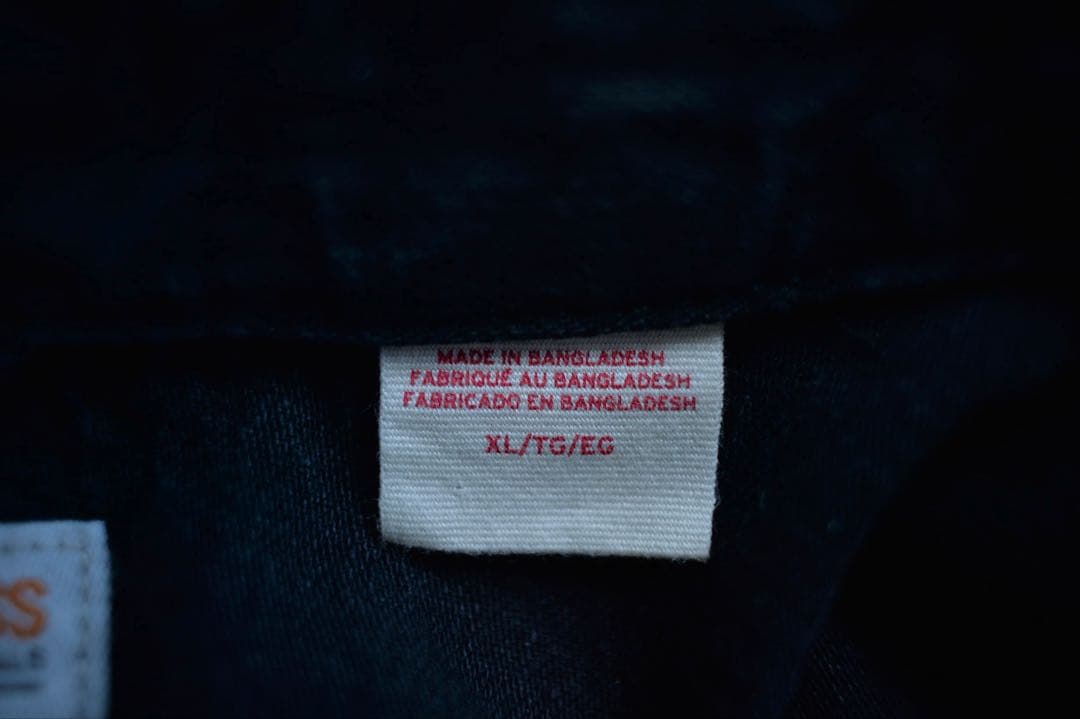 MADE IN BANGLADESH
FABRIQUÉ AU BANGLADESH
FABRICADO EN BANGLADESH
XL/TG/EG